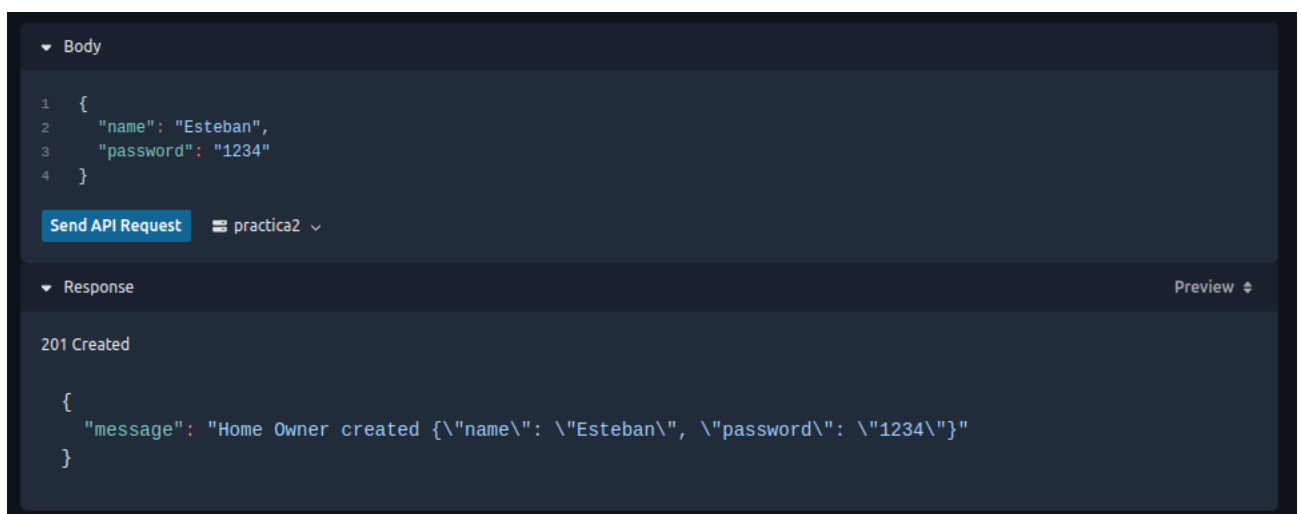 Body
1 {
2 "name": "Esteban",
3 "password": "1234"
4 }
Send API Request practica2
Response Preview
201 Created
{
"message": "Home Owner created {\"name\": \"Esteban\", \"password\": \"1234\"}"
}